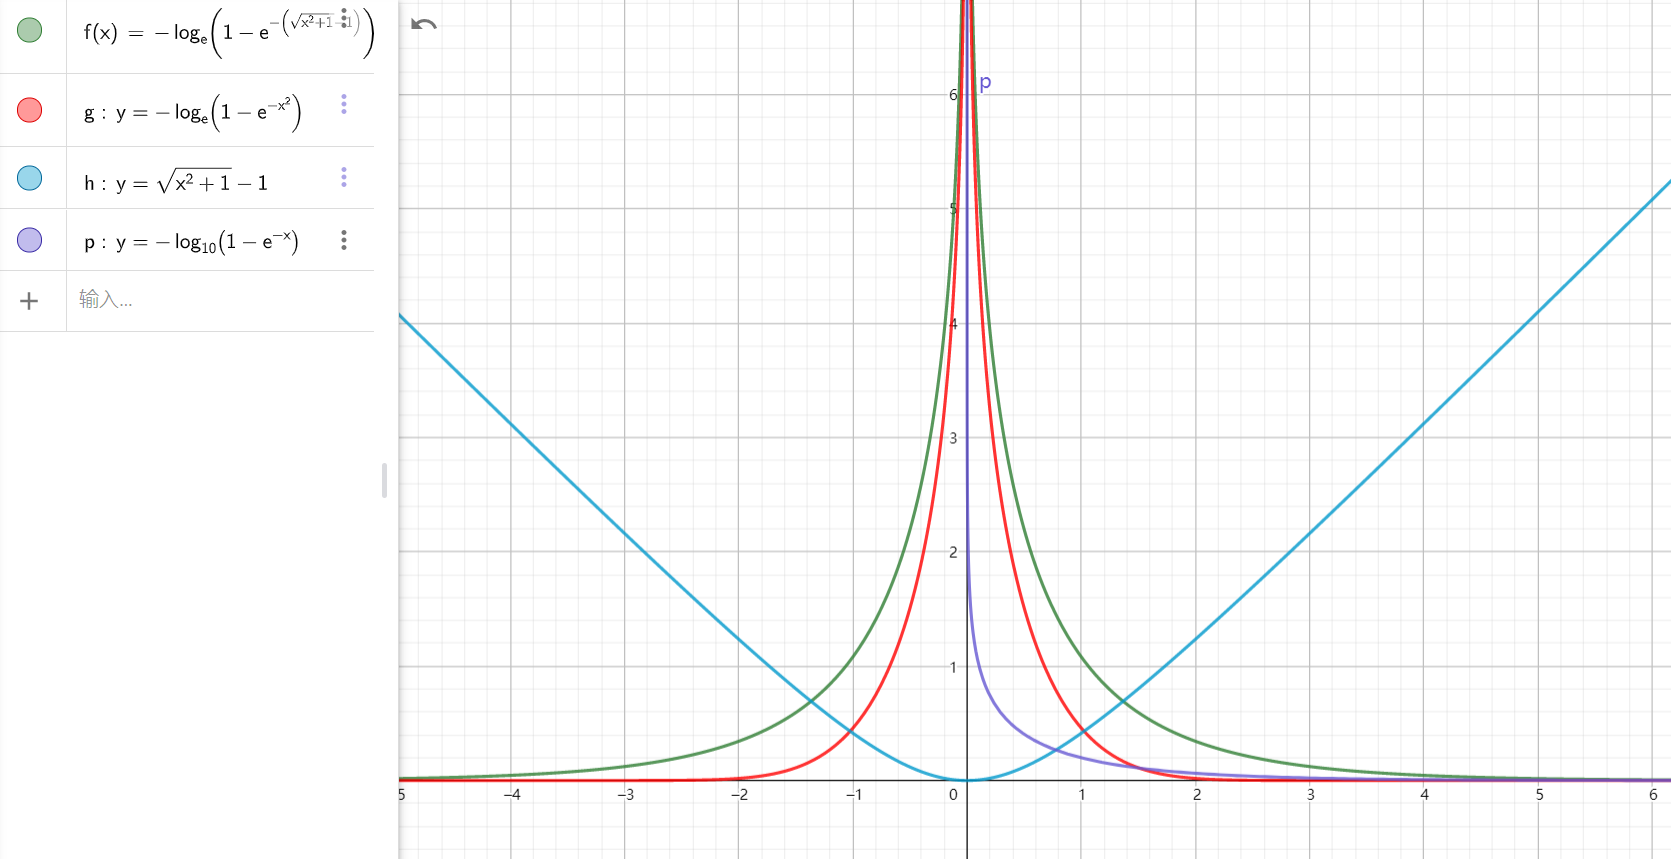 f(x) = − logₑ(1 − e^(−(√(x²+1) −1)))
g : y = − logₑ(1 − e^(−x²))
h : y = √(x² + 1) − 1
p : y = − log₁₀(1 − e^(−x))
+ 输入...
p
6
5
4
3
2
1
5 −4 −3 −2 −1 0 1 2 3 4 5 6